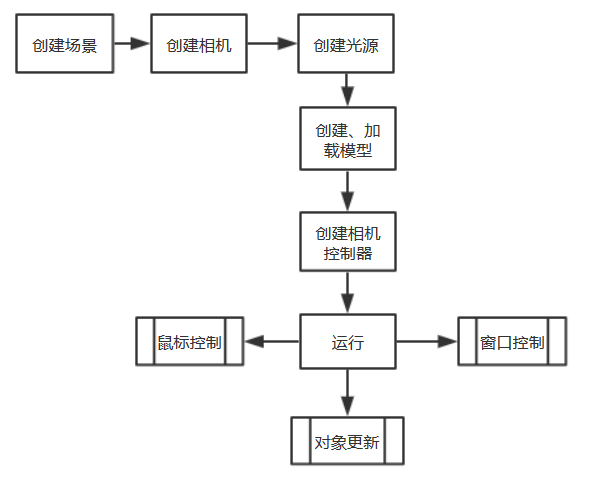 创建场景
创建相机
创建光源
创建、加
载模型
创建相机
控制器
鼠标控制
运行
窗口控制
对象更新